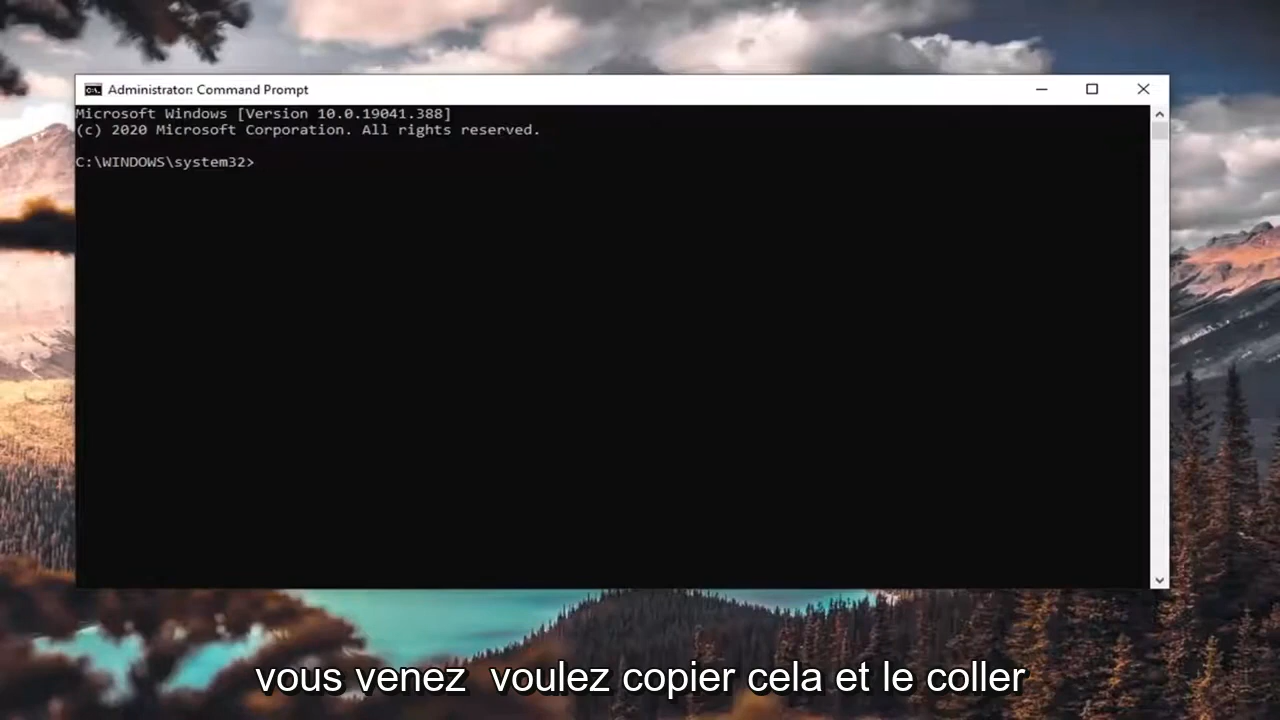 Administrator: Command Prompt
Microsoft Windows [Version 10.0.19041.388]
(c) 2020 Microsoft Corporation. All rights reserved.
C:\WINDOWS\system32>
vous venez  voulez copier cela et le coller